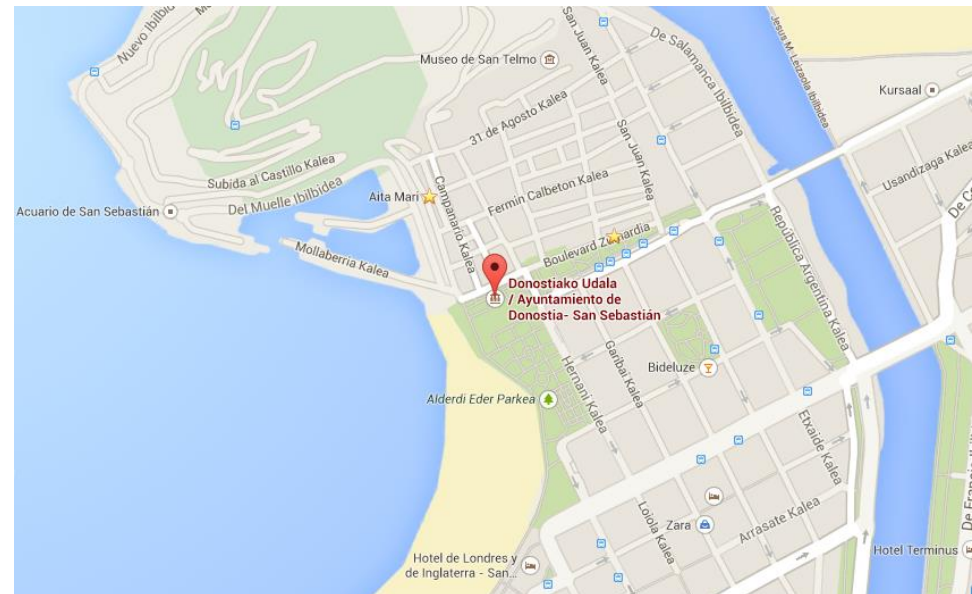 Nuevo Ibilbidea
Museo de San Telmo
San Juan Kalea
De Salamanca Ibilbidea
Jesus M. Leizaola Ibilbidea
Kursaal
31 de Agosto Kalea
San Juan Kalea
Usandizaga Kalea
Subida al Castillo Kalea
Aita Mari
Campanario Kalea
Fermin Calbeton Kalea
Acuario de San Sebastián
Del Muelle Ibilbidea
Mollaberria Kalea
Boulevard Zumardia
República Argentina Kalea
Donostiako Udala
/ Ayuntamiento de
Donostia- San Sebastián
Hernani Kalea
Garibai Kalea
Bideluze
Alderdi Eder Parkea
Etxaide Kalea
Loiola Kalea
Zara
Arrasate Kalea
Hotel de Londres y
de Inglaterra - San...
Hotel Terminus